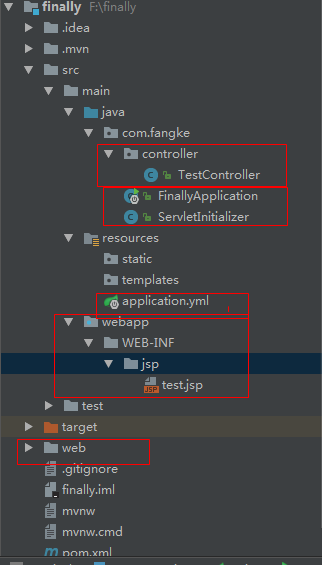 finally F:\finally
.idea
.mvn
src
main
java
com.fangke
controller
TestController
FinallyApplication
ServletInitializer
resources
static
templates
application.yml
webapp
WEB-INF
jsp
test.jsp
test
target
web
.gitignore
finally.iml
mvnw
mvnw.cmd
pom.xml